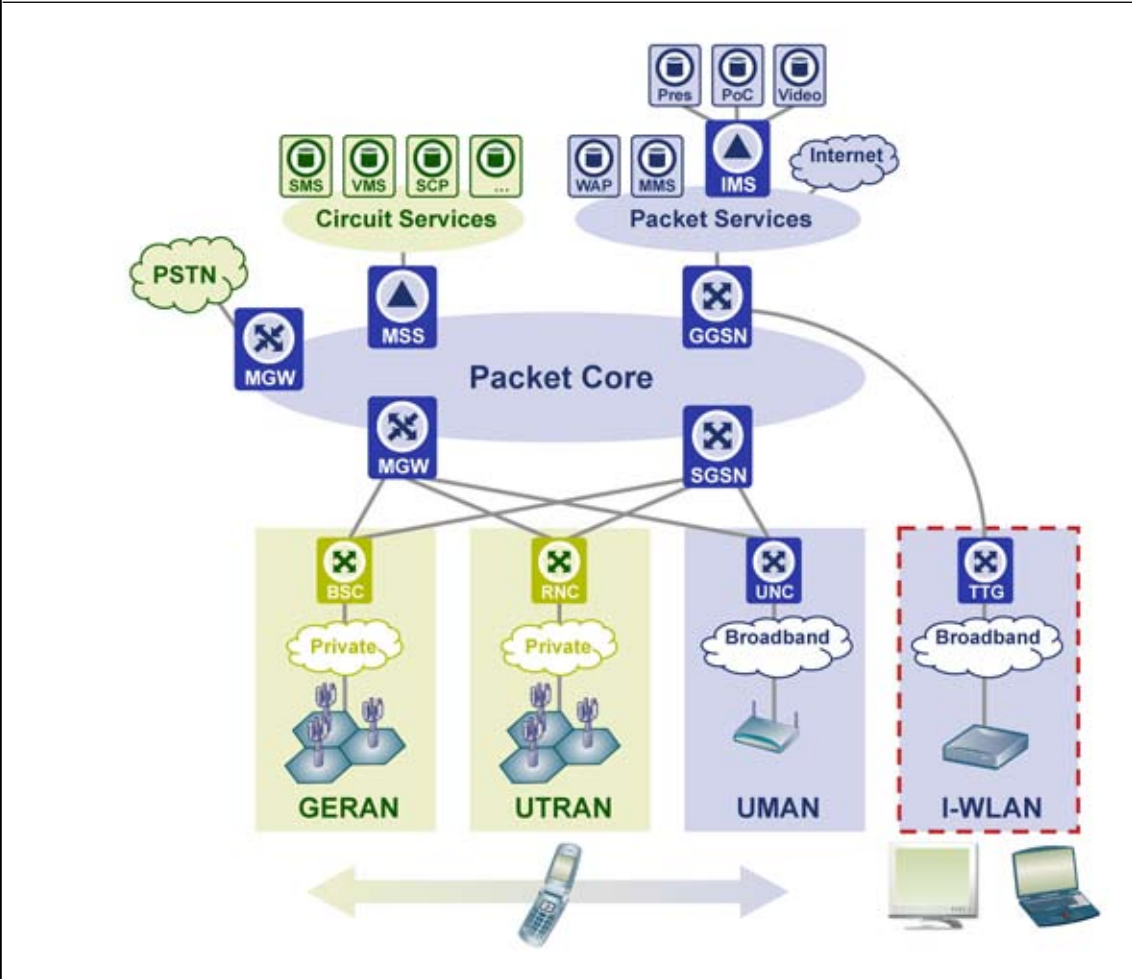 Pres
PoC
Video
IMS
Internet
SMS
VMS
SCP
...
WAP
MMS
Circuit Services
Packet Services
PSTN
MSS
GGSN
MGW
Packet Core
MGW
SGSN
BSC
RNC
UNC
TTG
Private
Private
Broadband
Broadband
GERAN
UTRAN
UMAN
I-WLAN